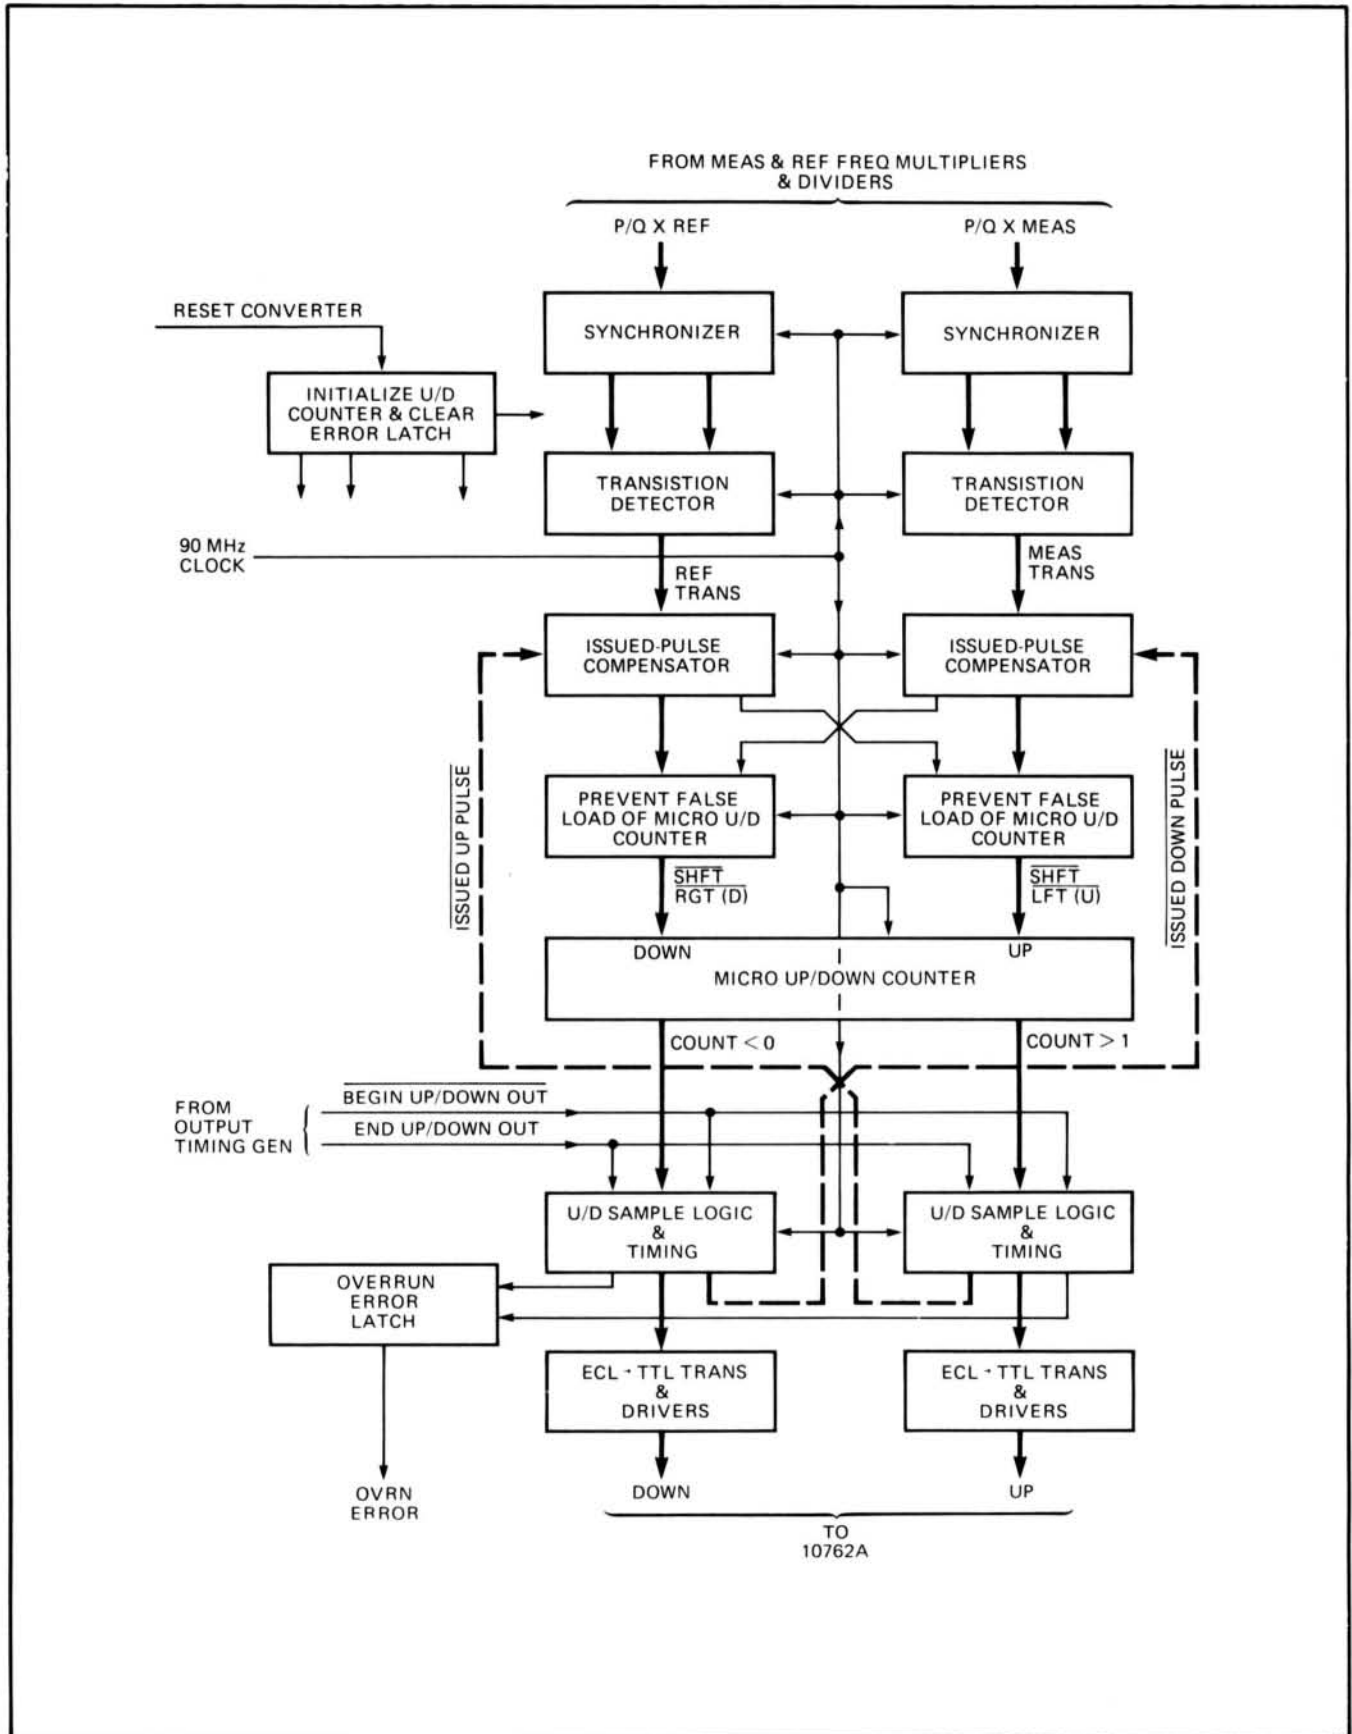 FROM MEAS & REF FREQ MULTIPLIERS
& DIVIDERS
P/Q X REF
P/Q X MEAS
RESET CONVERTER
SYNCHRONIZER
SYNCHRONIZER
INITIALIZE U/D
COUNTER & CLEAR
ERROR LATCH
TRANSISTION
DETECTOR
TRANSISTION
DETECTOR
90 MHz
CLOCK
REF
TRANS
MEAS
TRANS
ISSUED-PULSE
COMPENSATOR
ISSUED-PULSE
COMPENSATOR
ISSUED UP PULSE
ISSUED DOWN PULSE
PREVENT FALSE
LOAD OF MICRO U/D
COUNTER
PREVENT FALSE
LOAD OF MICRO U/D
COUNTER
SHFT
RGT (D)
SHFT
LFT (U)
DOWN
UP
MICRO UP/DOWN COUNTER
COUNT < 0
COUNT > 1
FROM
OUTPUT
TIMING GEN
BEGIN UP/DOWN OUT
END UP/DOWN OUT
U/D SAMPLE LOGIC
&
TIMING
U/D SAMPLE LOGIC
&
TIMING
OVERRUN
ERROR
LATCH
ECL → TTL TRANS
&
DRIVERS
ECL → TTL TRANS
&
DRIVERS
OVRN
ERROR
DOWN
UP
TO
10762A